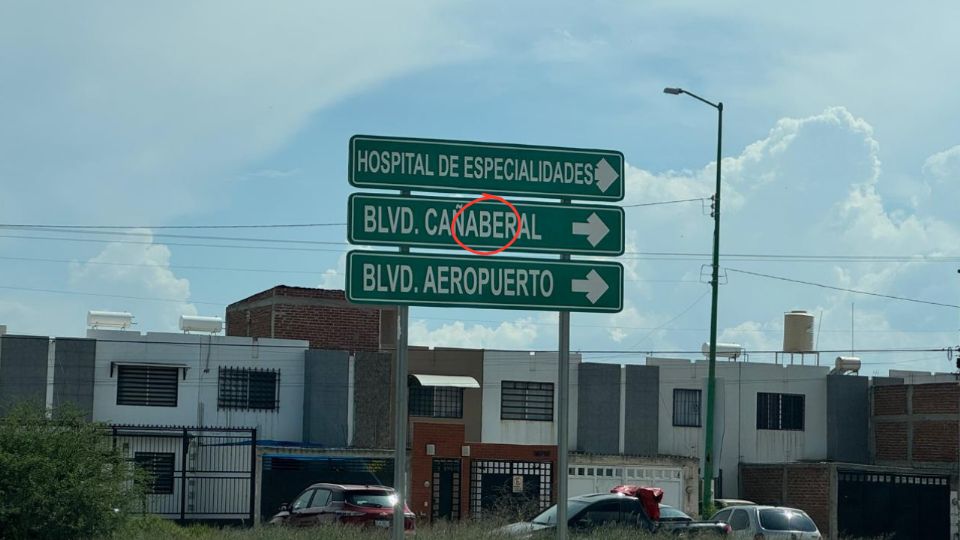 HOSPITAL DE ESPECIALIDADES
BLVD. CAÑABERAL
BLVD. AEROPUERTO